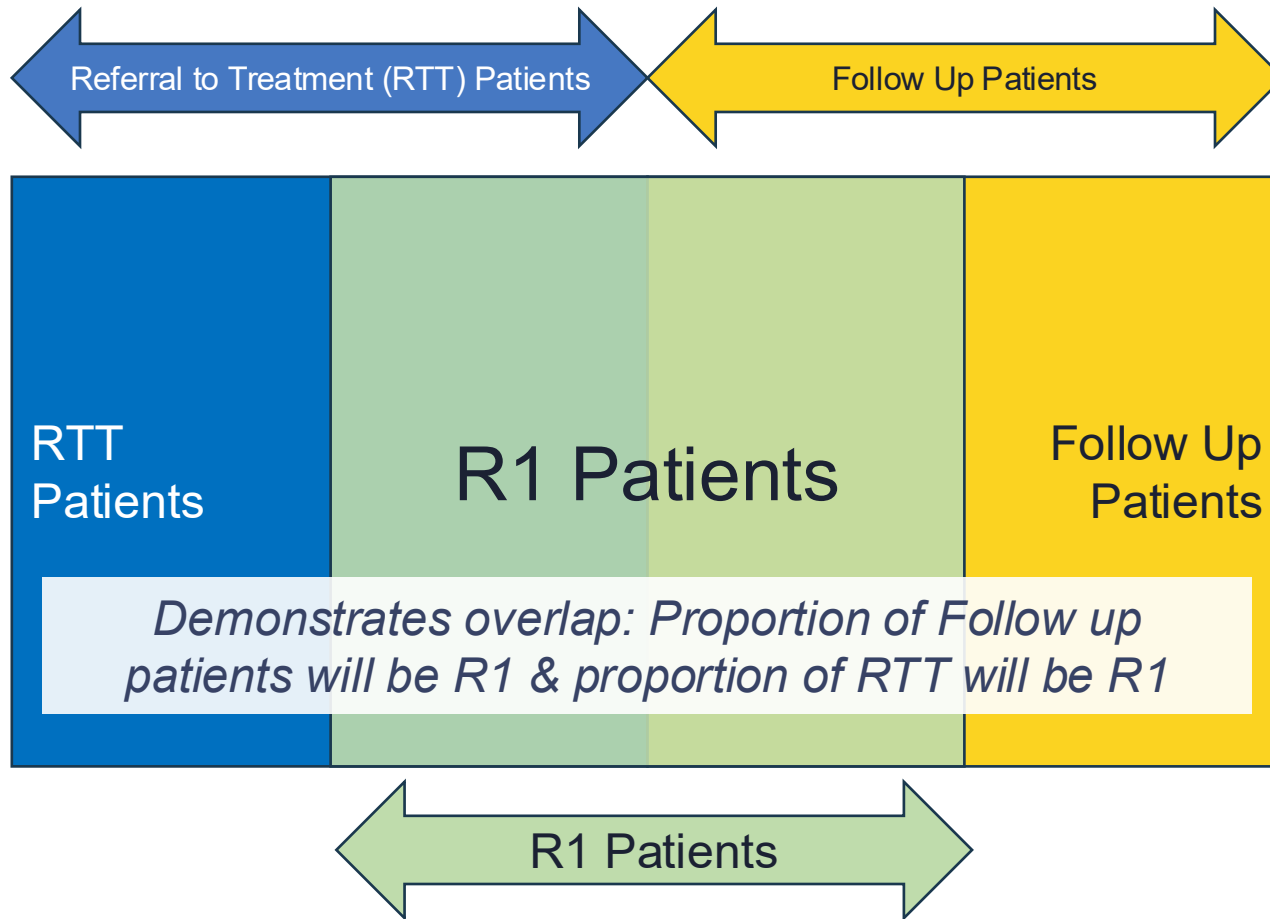 Referral to Treatment (RTT) Patients
Follow Up Patients
RTT
Patients
R1 Patients
Follow Up
Patients
Demonstrates overlap: Proportion of Follow up
patients will be R1 & proportion of RTT will be R1
R1 Patients